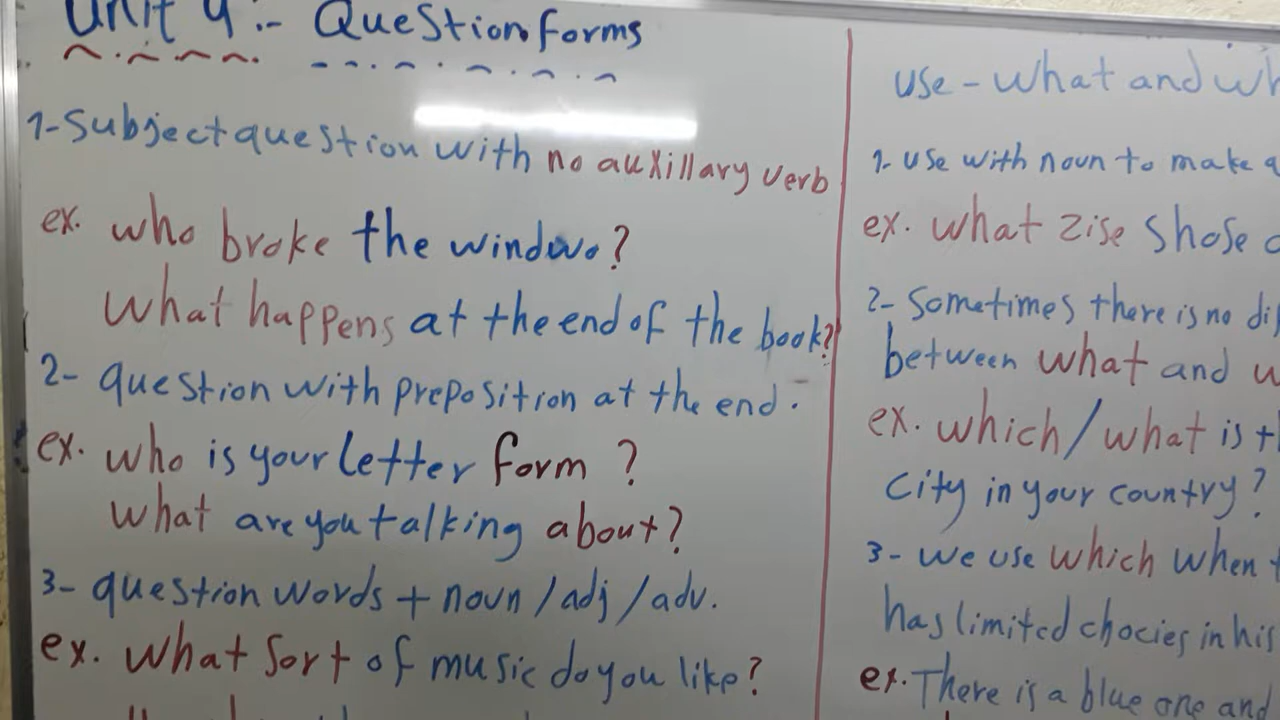 Unit 4:- Question forms
1- Subject question with no auxillary verb
ex. who broke the windwo?
What happens at the end of the book?
2- question with preposition at the end.
ex. who is your letter form ?
What are you talking about?
3- question words + noun / adj / adv.
ex. what Sort of music do you like?
use - what and wh
1- use with noun to make
ex. what zise shose
2- Sometimes there is no di
between what and w
ex. which / what is th
City in your country?
3- we use which when
has limited chocies in his
ex. There is a blue one and